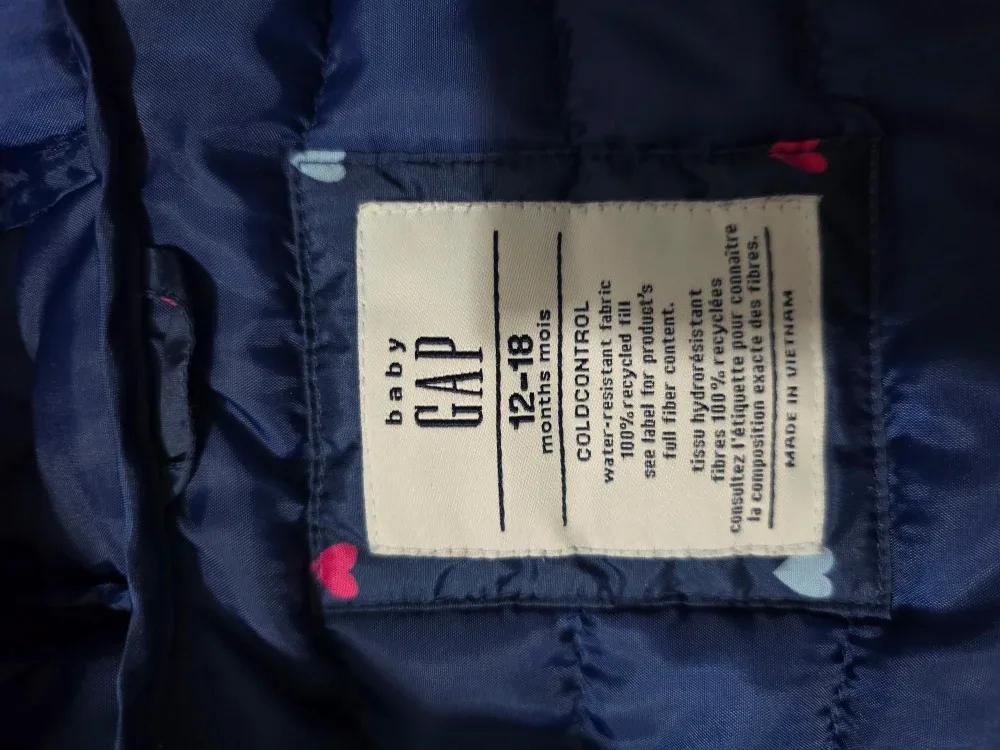 baby
GAP
12-18
months mois
COLDCONTROL
water-resistant fabric
100% recycled fill
see label for product's
full fiber content.
tissu hydrorésistant
fibres 100 % recyclées
consultez l'étiquette pour connaître
la composition exacte des fibres.
MADE IN VIETNAM